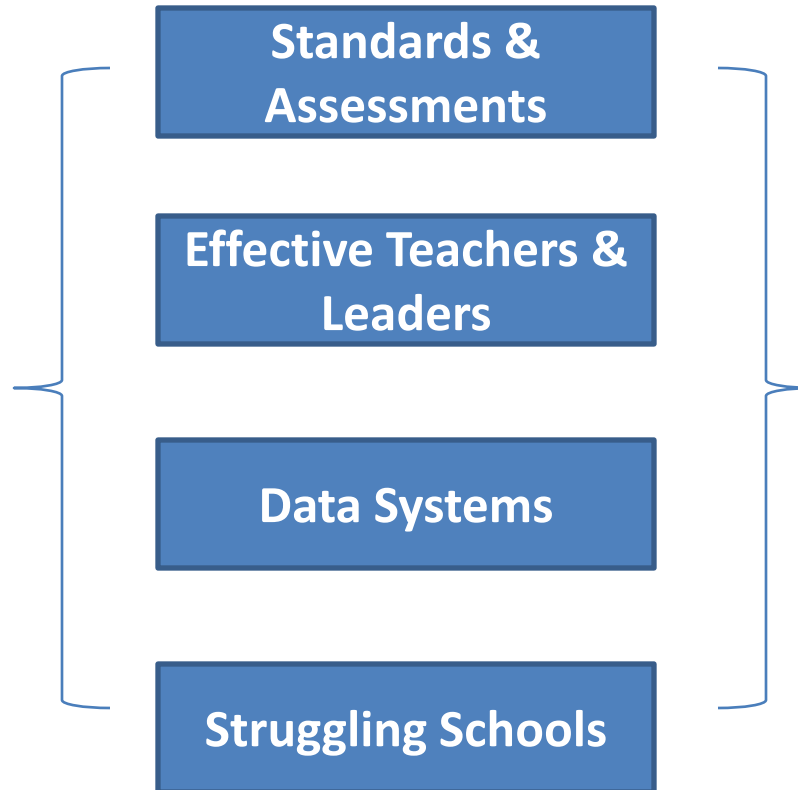 Standards &
Assessments
Effective Teachers &
Leaders
Data Systems
Struggling Schools